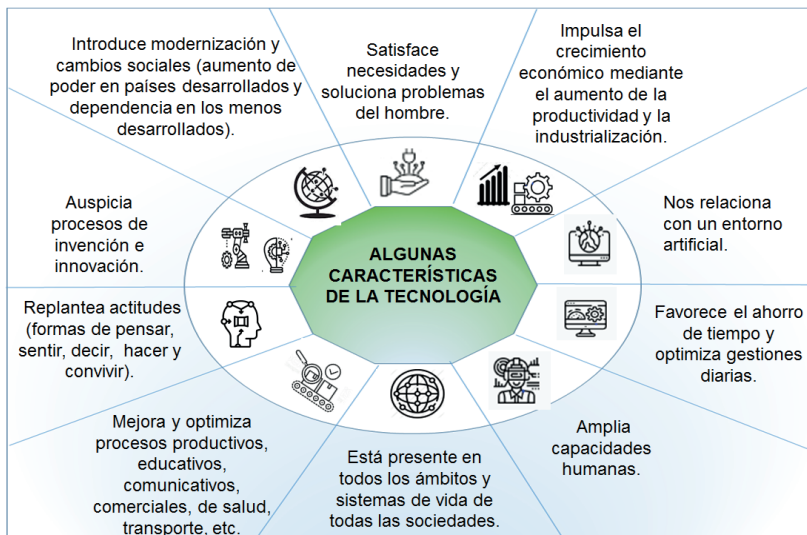 Introduce modernización y
cambios sociales (aumento de
poder en países desarrollados y
dependencia en los menos
desarrollados).
Satisface
necesidades y
soluciona problemas
del hombre.
Impulsa el
crecimiento
económico mediante
el aumento de la
productividad y la
industrialización.
Auspicia
procesos de
invención e
innovación.
ALGUNAS
CARACTERÍSTICAS
DE LA TECNOLOGÍA
Nos relaciona
con un entorno
artificial.
Replantea actitudes
(formas de pensar,
sentir, decir, hacer y
convivir).
Favorece el ahorro
de tiempo y
optimiza gestiones
diarias.
Mejora y optimiza
procesos productivos,
educativos,
comunicativos,
comerciales, de salud,
transporte, etc.
Está presente en
todos los ámbitos y
sistemas de vida de
todas las sociedades.
Amplia
capacidades
humanas.